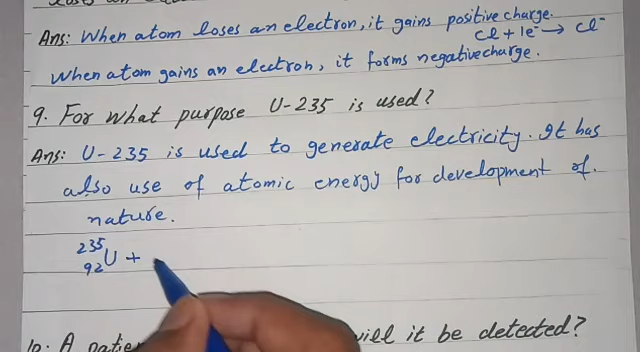 Ans: When atom loses an electron, it gains positive charge.
Cl + 1e⁻ → Cl⁻
When atom gains an electron, it forms negative charge.
9. For what purpose U-235 is used?
Ans: U-235 is used to generate electricity. It has
also use of atomic energy for development of.
nature.
²³⁵₉₂U +
10. A patie will it be detected?